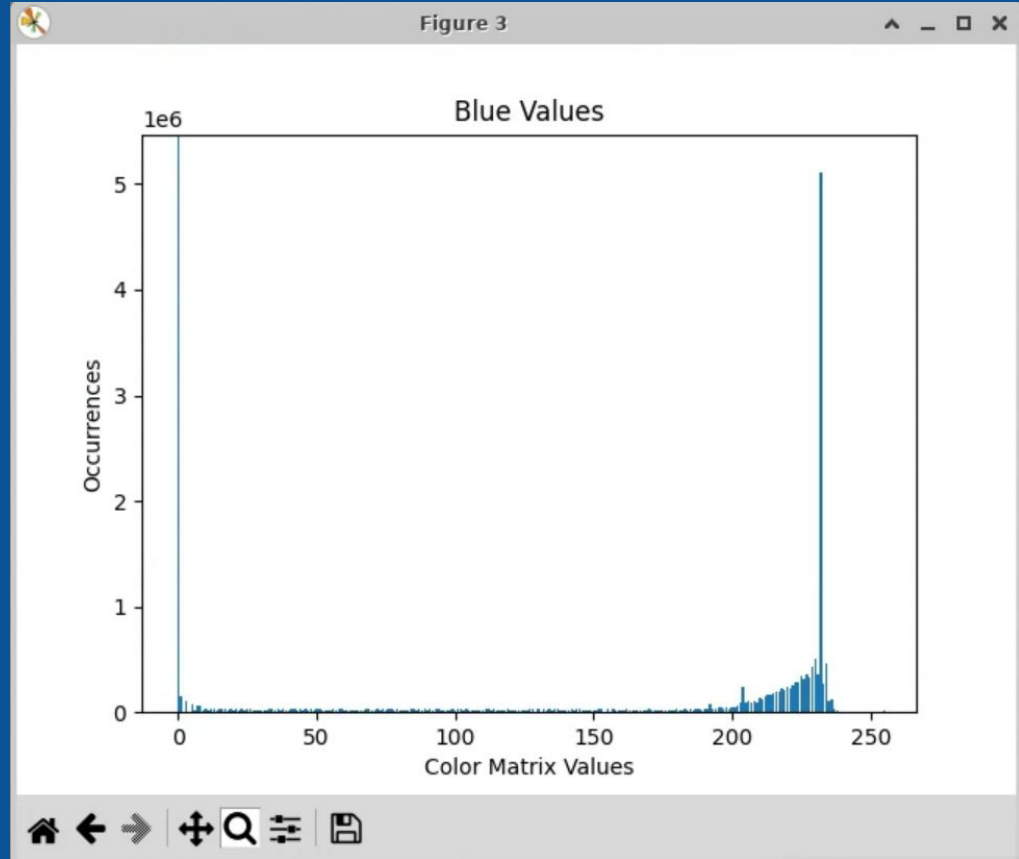 Figure 3
Blue Values
1e6
5
4
3
2
1
0
Occurrences
0 50 100 150 200 250
Color Matrix Values